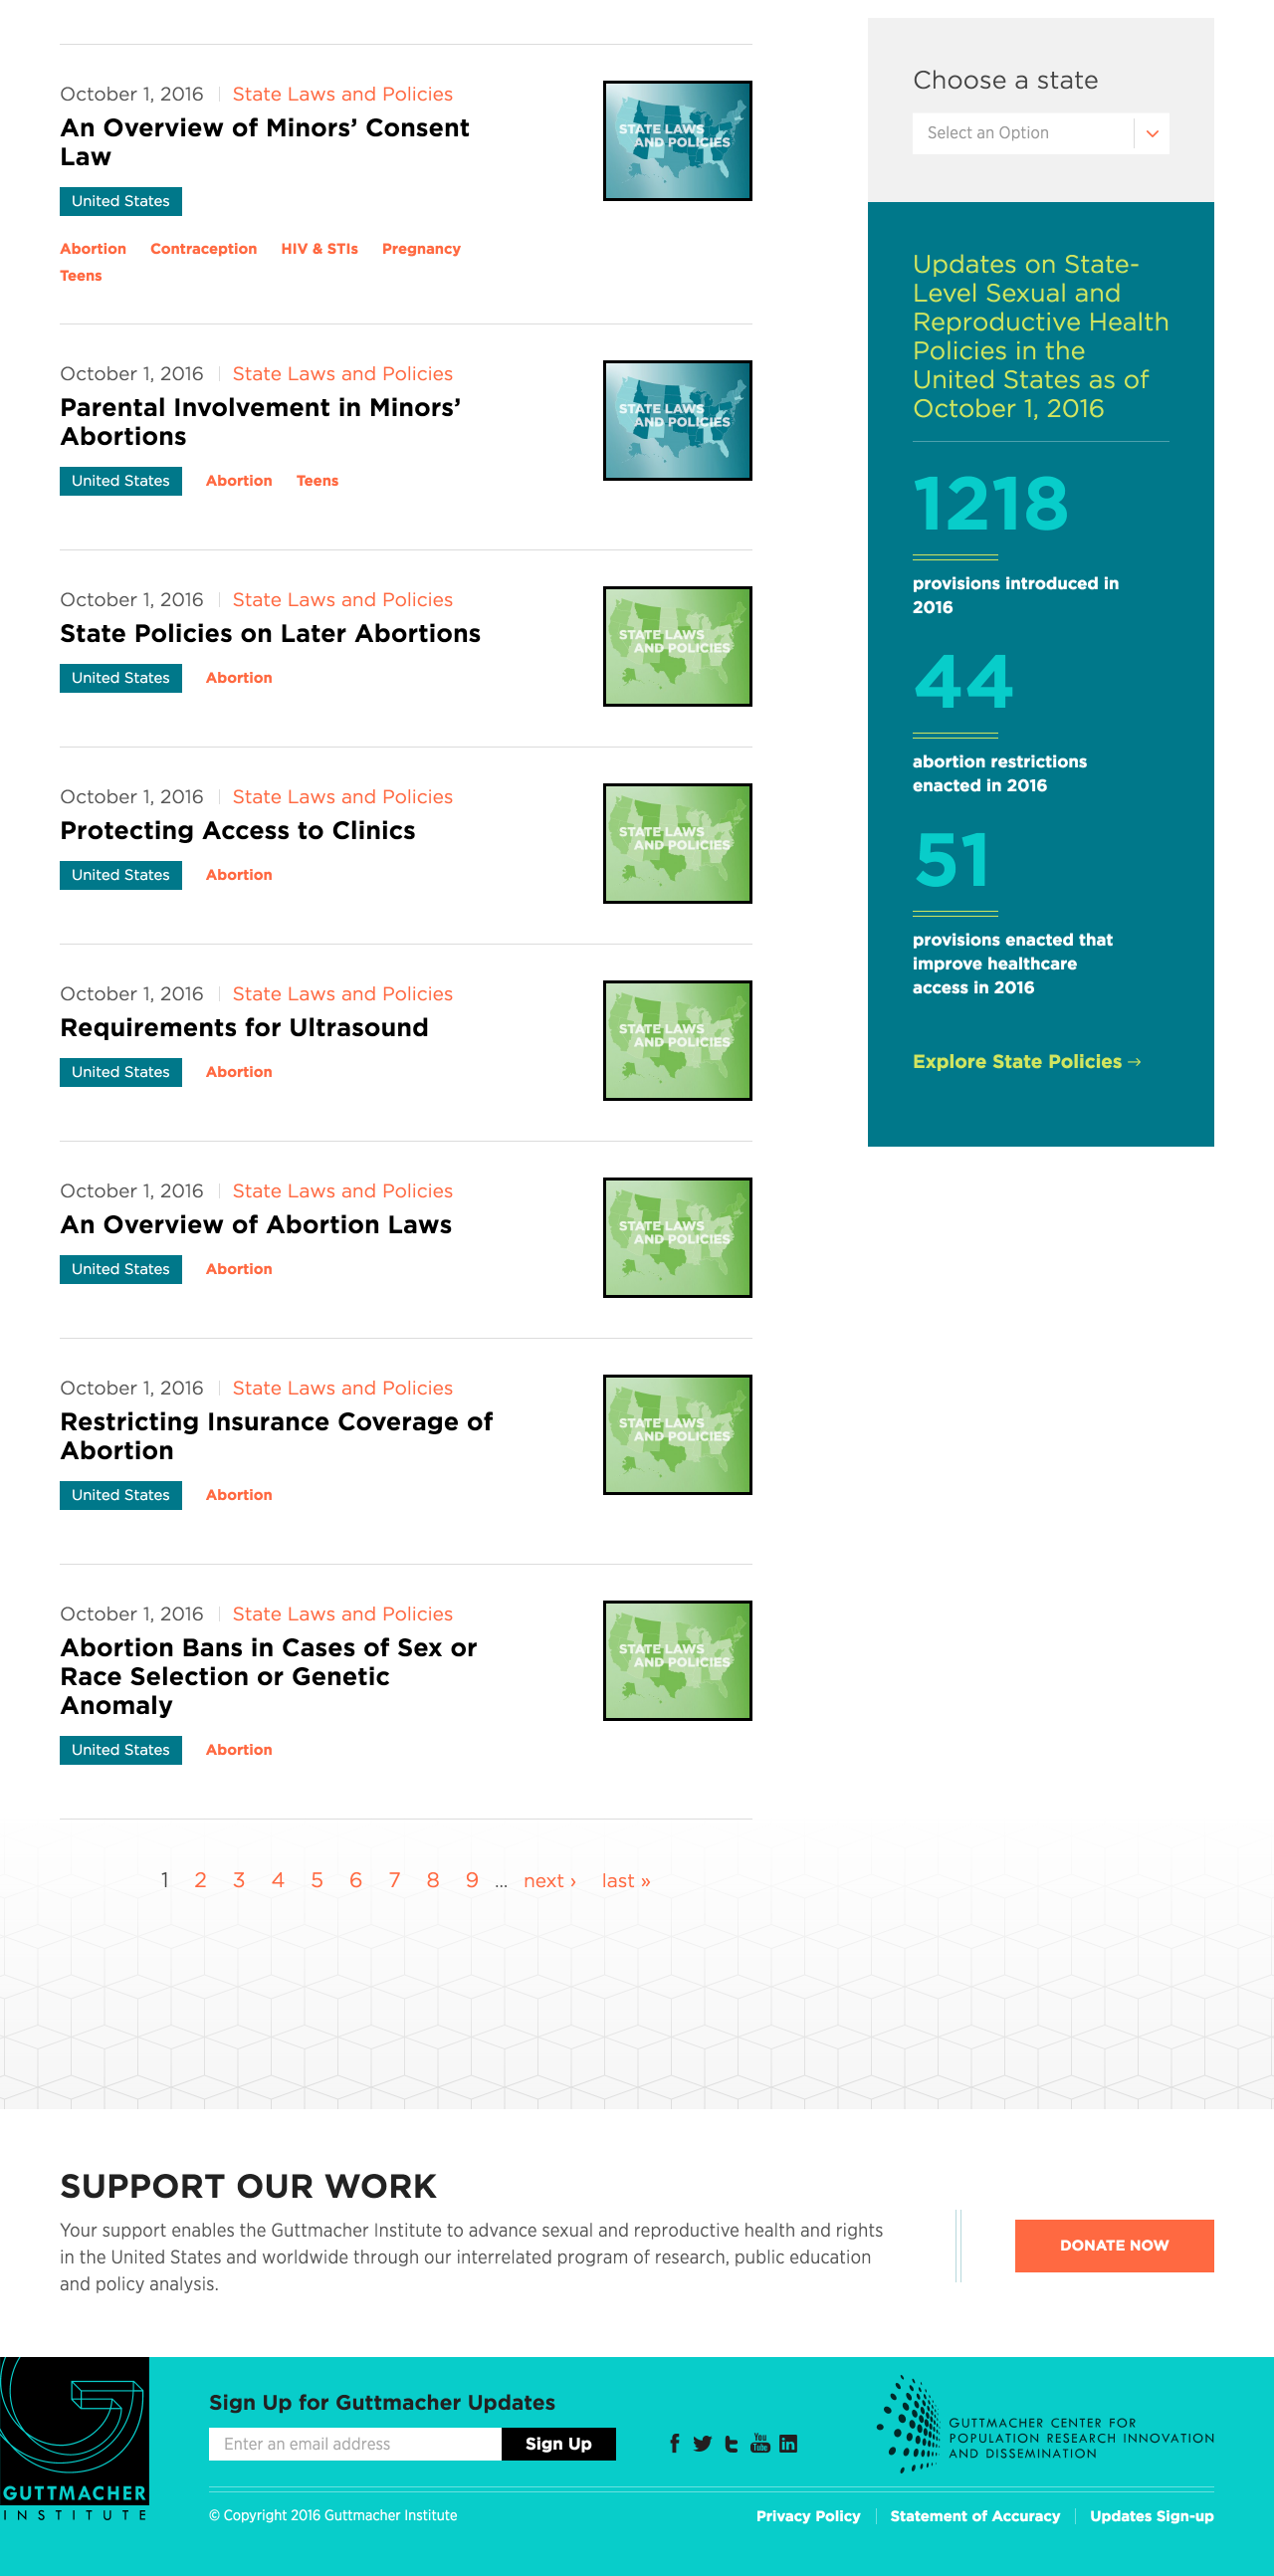 October 1, 2016 | State Laws and Policies
An Overview of Minors’ Consent
Law
United States
Abortion Contraception HIV & STIs Pregnancy
Teens
STATE LAWS
AND POLICIES
October 1, 2016 | State Laws and Policies
Parental Involvement in Minors’
Abortions
United States Abortion Teens
STATE LAWS
AND POLICIES
October 1, 2016 | State Laws and Policies
State Policies on Later Abortions
United States Abortion
STATE LAWS
AND POLICIES
October 1, 2016 | State Laws and Policies
Protecting Access to Clinics
United States Abortion
STATE LAWS
AND POLICIES
October 1, 2016 | State Laws and Policies
Requirements for Ultrasound
United States Abortion
STATE LAWS
AND POLICIES
October 1, 2016 | State Laws and Policies
An Overview of Abortion Laws
United States Abortion
STATE LAWS
AND POLICIES
October 1, 2016 | State Laws and Policies
Restricting Insurance Coverage of
Abortion
United States Abortion
STATE LAWS
AND POLICIES
October 1, 2016 | State Laws and Policies
Abortion Bans in Cases of Sex or
Race Selection or Genetic
Anomaly
United States Abortion
STATE LAWS
AND POLICIES
1 2 3 4 5 6 7 8 9 ... next › last »
Choose a state
Select an Option
Updates on State-
Level Sexual and
Reproductive Health
Policies in the
United States as of
October 1, 2016
1218
provisions introduced in
2016
44
abortion restrictions
enacted in 2016
51
provisions enacted that
improve healthcare
access in 2016
Explore State Policies →
SUPPORT OUR WORK
Your support enables the Guttmacher Institute to advance sexual and reproductive health and rights
in the United States and worldwide through our interrelated program of research, public education
and policy analysis.
DONATE NOW
GUTTMACHER
INSTITUTE
Sign Up for Guttmacher Updates
Enter an email address Sign Up
f t You Tube in
GUTTMACHER CENTER FOR
POPULATION RESEARCH INNOVATION
AND DISSEMINATION
© Copyright 2016 Guttmacher Institute
Privacy Policy | Statement of Accuracy | Updates Sign-up